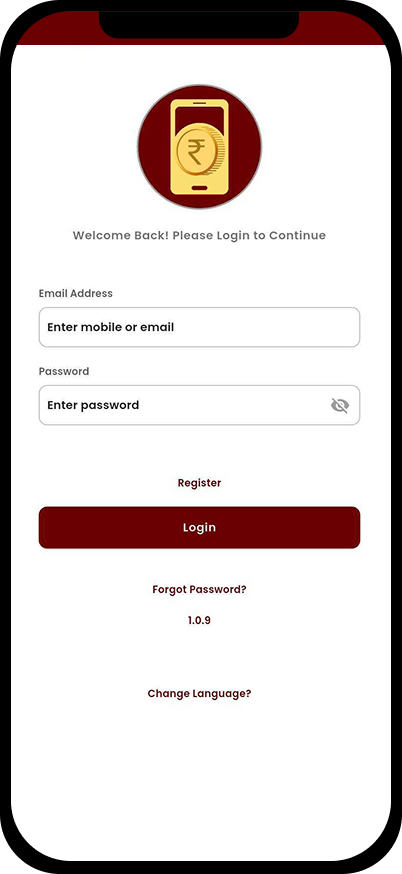 ₹
Welcome Back! Please Login to Continue
Email Address
Enter mobile or email
Password
Enter password
Register
Login
Forgot Password?
1.0.9
Change Language?